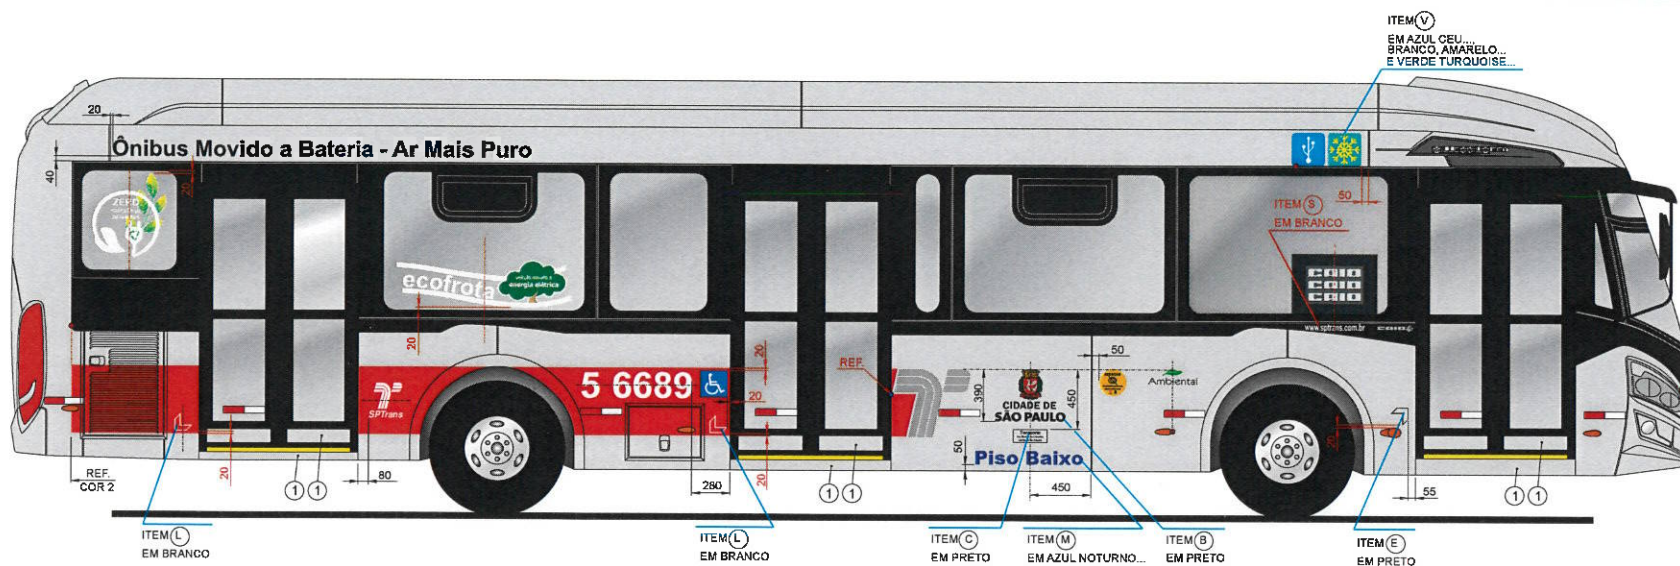 ITEM V
EM AZUL CEU....
BRANCO, AMARELO...
E VERDE TURQUOISE...
20
Ônibus Movido a Bateria - Ar Mais Puro
40
20
ZERO
50
ITEM S
EM BRANCO
ecofrota
energia elétrica
CAIO
CAIO
CAIO
20
www.sptrans.com.br
CAIO
SPTrans
5 6689
20
20
REF.
390
CIDADE DE
SÃO PAULO
450
50
Ambiental
20
50
Piso Baixo
REF.
COR 2
20
1 1
80
280
20
1 1
450
55
1 1
ITEM L
EM BRANCO
ITEM L
EM BRANCO
ITEM C
EM PRETO
ITEM M
EM AZUL NOTURNO...
ITEM B
EM PRETO
ITEM E
EM PRETO